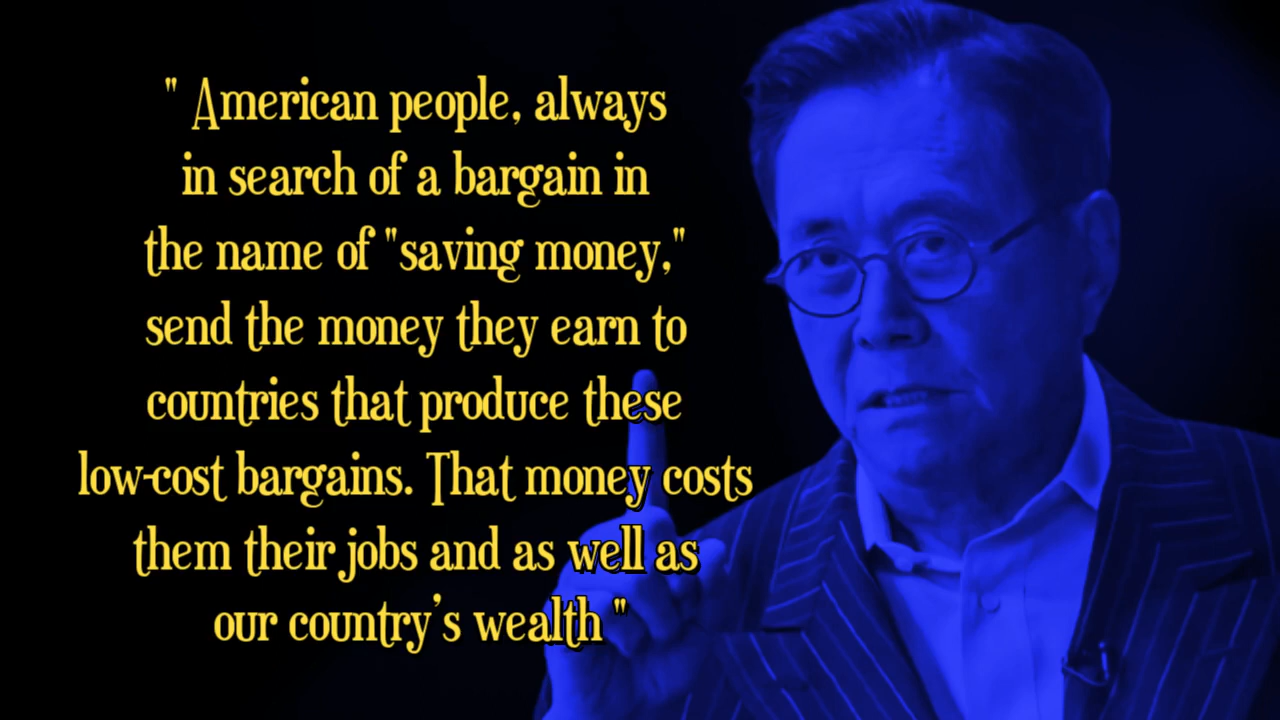 " American people, always
in search of a bargain in
the name of "saving money,"
send the money they earn to
countries that produce these
low-cost bargains. That money costs
them their jobs and as well as
our country's wealth "